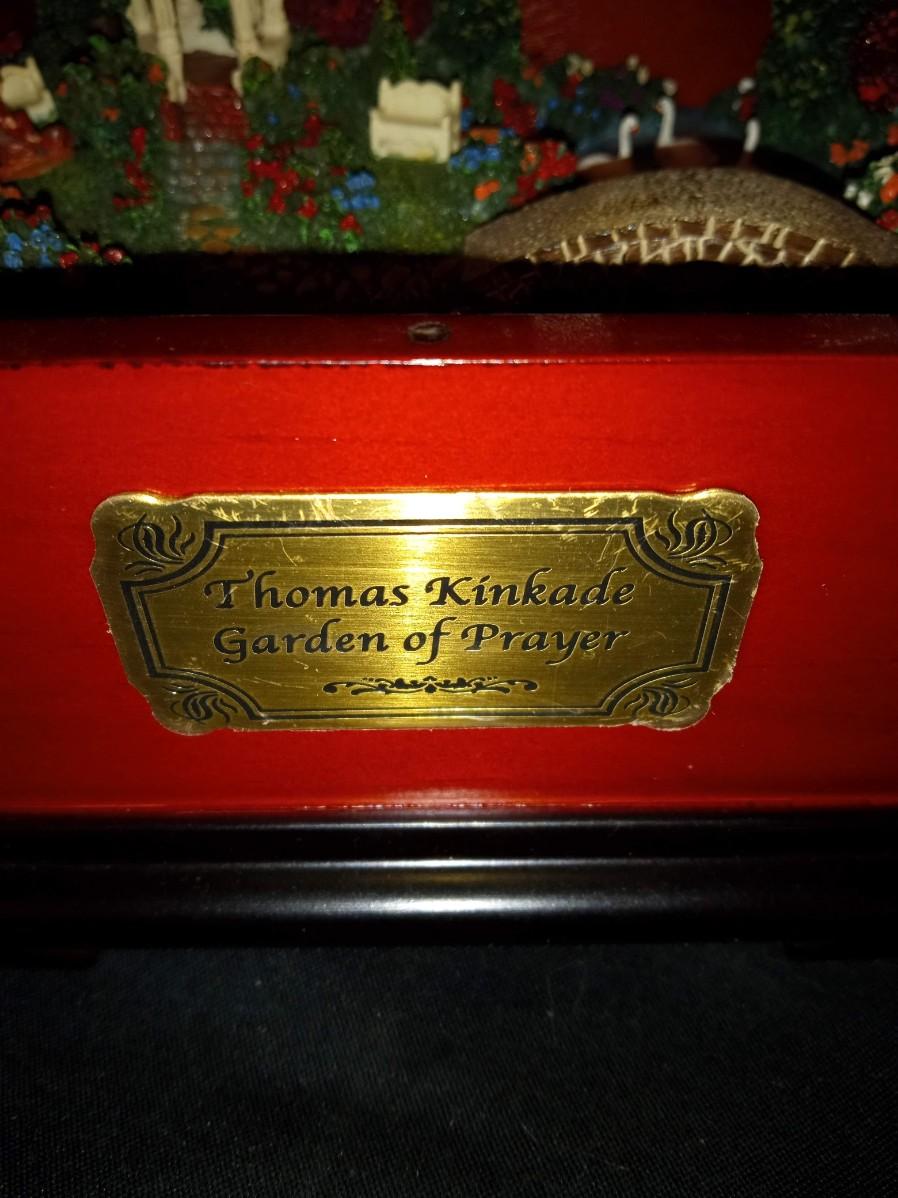 Thomas Kinkade
Garden of Prayer